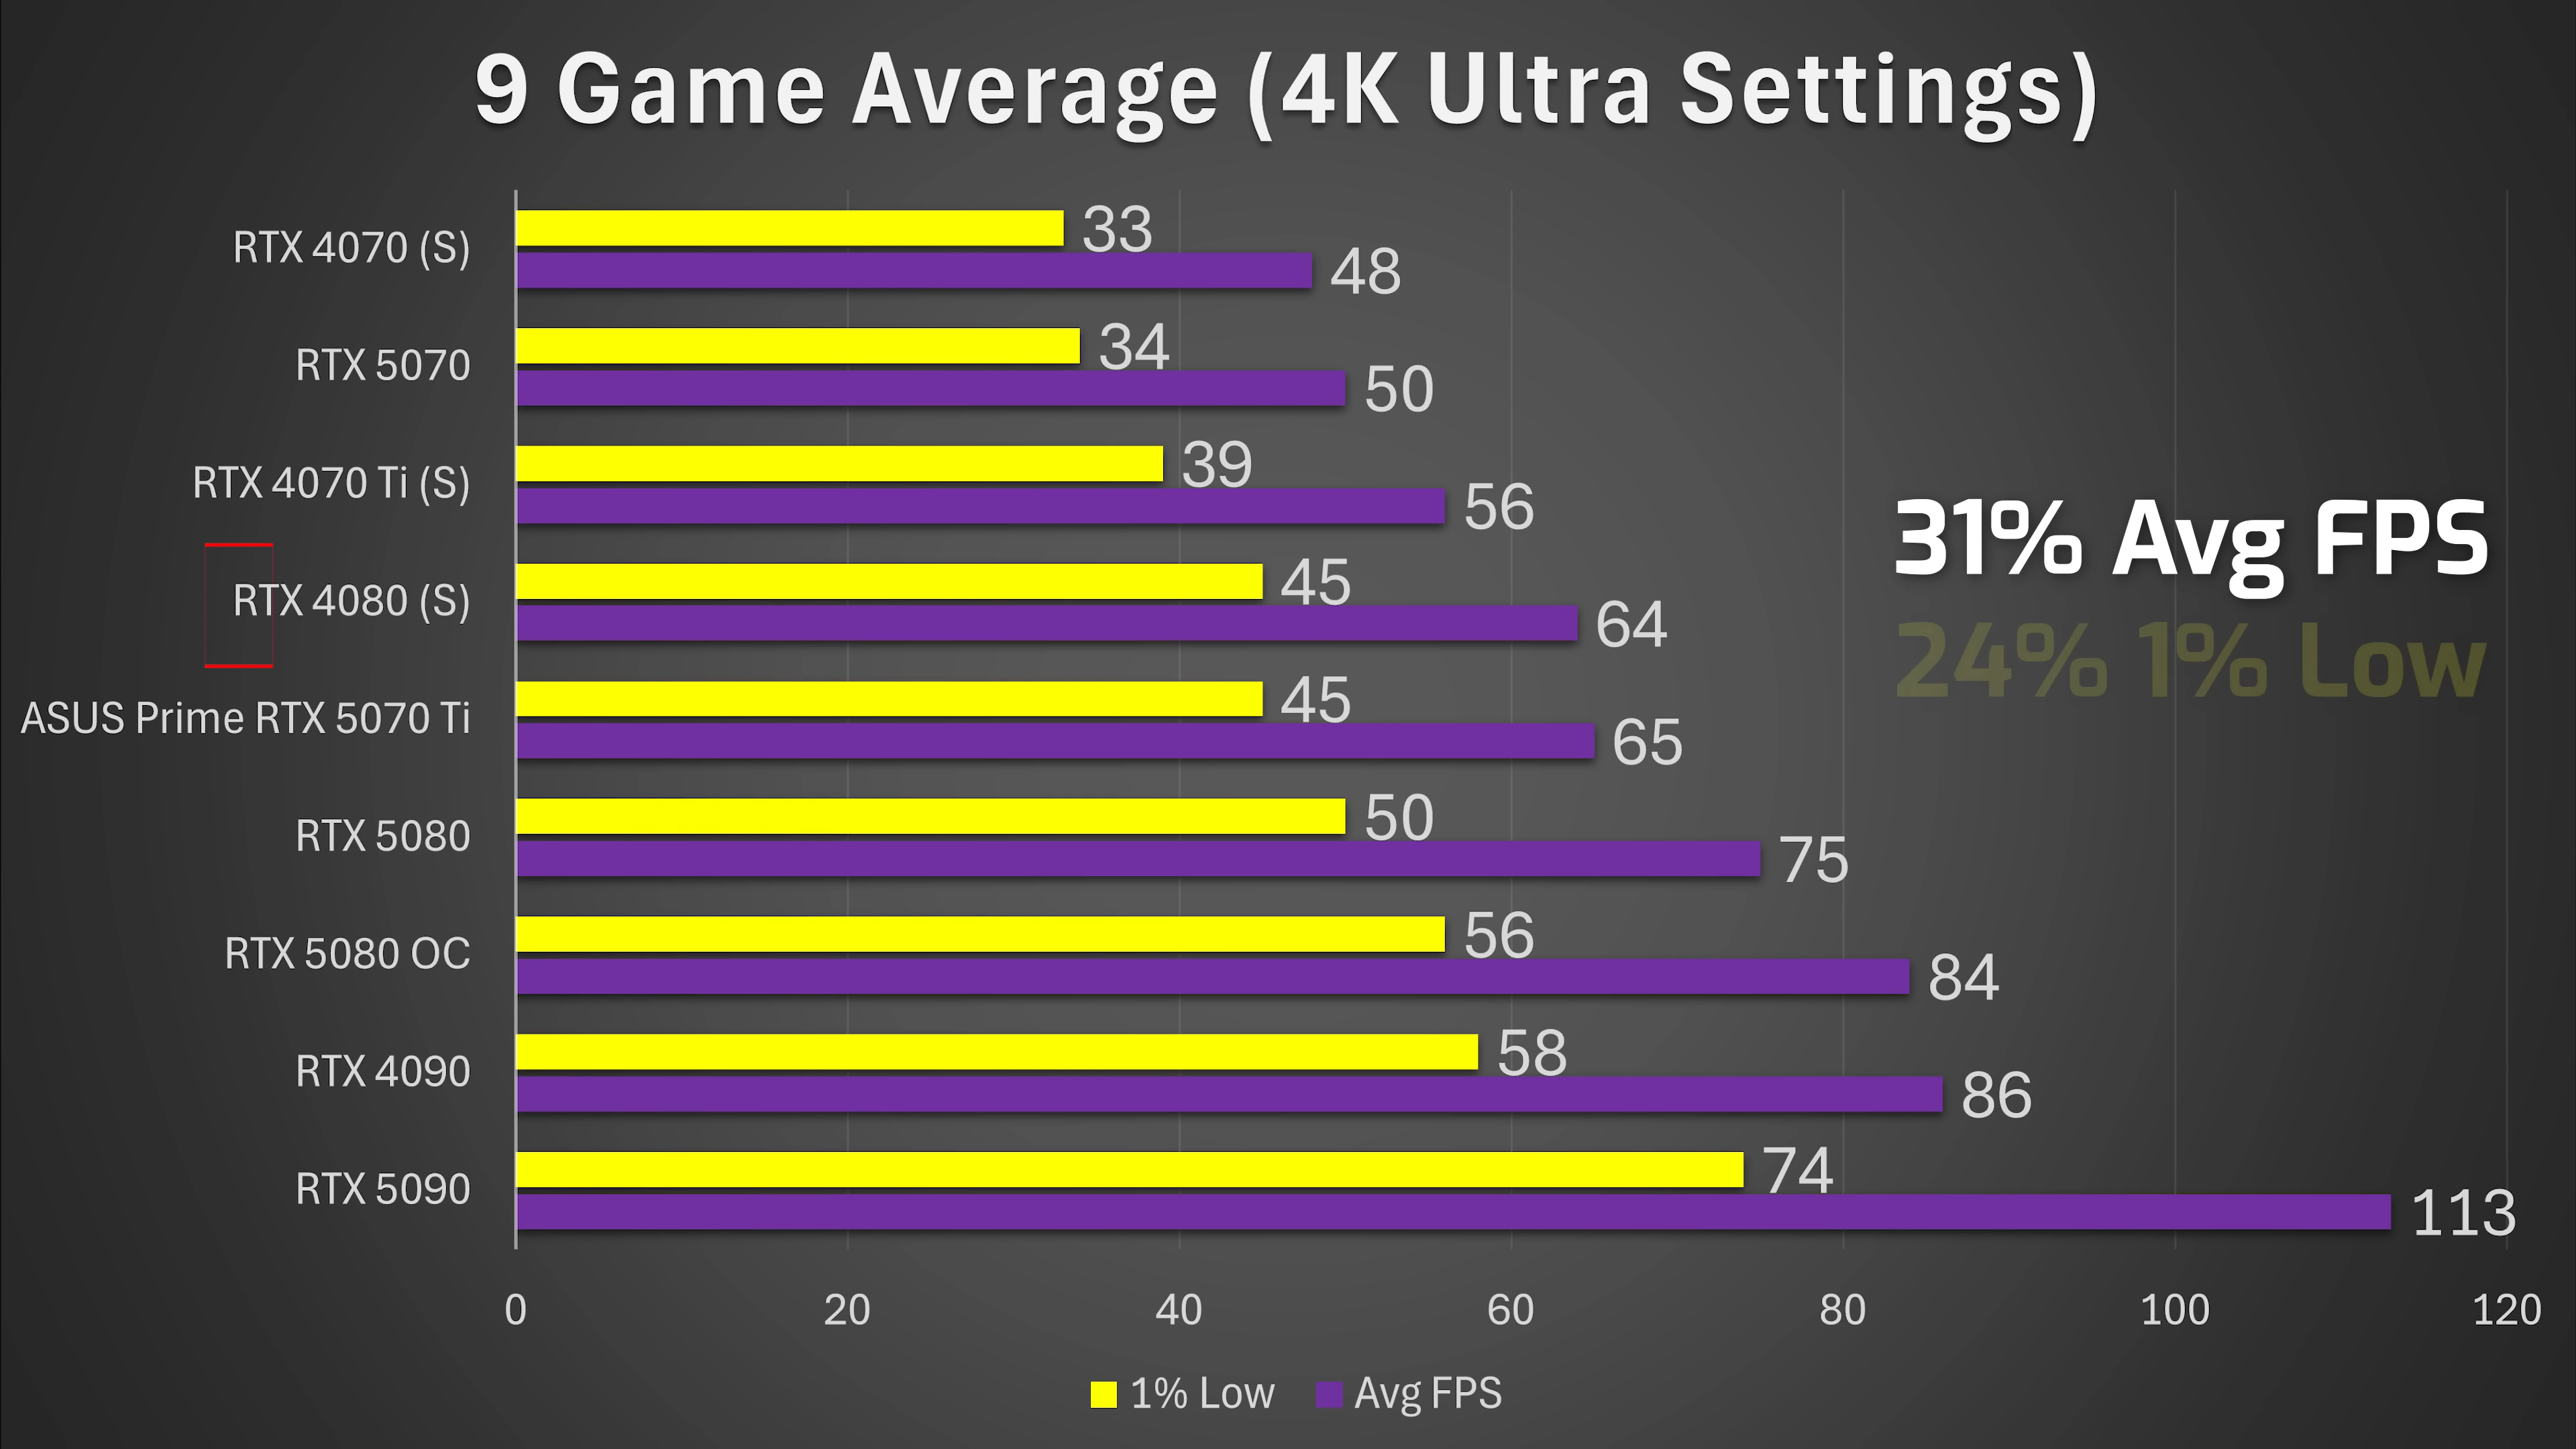 9 Game Average (4K Ultra Settings)
RTX 4070 (S)
33
48
RTX 5070
34
50
RTX 4070 Ti (S)
39
56
RTX 4080 (S)
45
64
ASUS Prime RTX 5070 Ti
45
65
RTX 5080
50
75
RTX 5080 OC
56
84
RTX 4090
58
86
RTX 5090
74
113
31% Avg FPS
24% 1% Low
0 20 40 60 80 100 120
1% Low Avg FPS